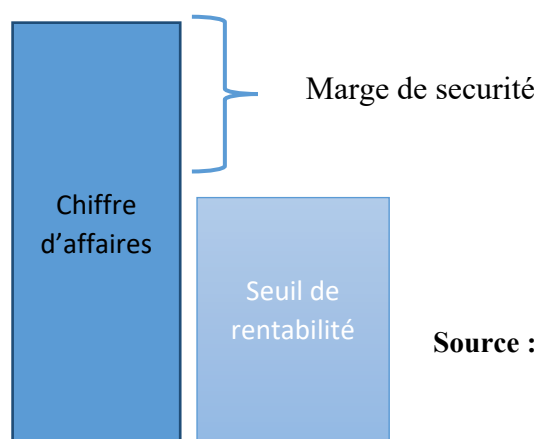 Marge de securité
Chiffre
d’affaires
Seuil de
rentabilité
Source :